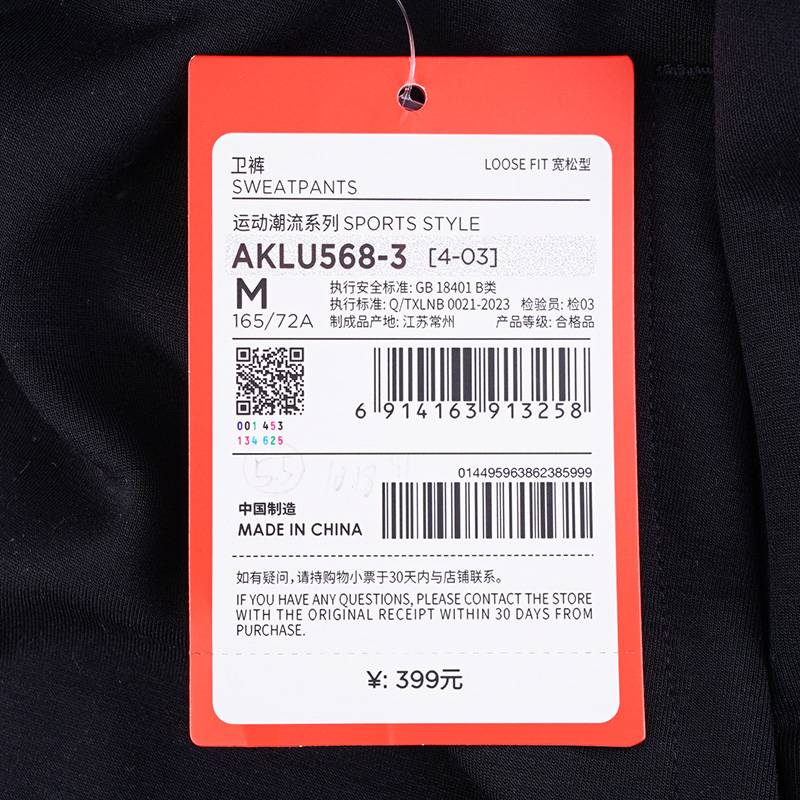 卫裤 LOOSE FIT 宽松型
SWEATPANTS
运动潮流系列 SPORTS STYLE
AKLU568-3 [4-03]
M 执行安全标准: GB 18401 B类
执行标准: Q/TXLNB 0021-2023 检验员: 检03
165/72A 制成品产地: 江苏常州 产品等级: 合格品
6 914163 913258
001 453
134 625
014495963862385999
中国制造
MADE IN CHINA
如有疑问,请持购物小票于30天内与店铺联系。
IF YOU HAVE ANY QUESTIONS, PLEASE CONTACT THE STORE
WITH THE ORIGINAL RECEIPT WITHIN 30 DAYS FROM
PURCHASE.
¥: 399元